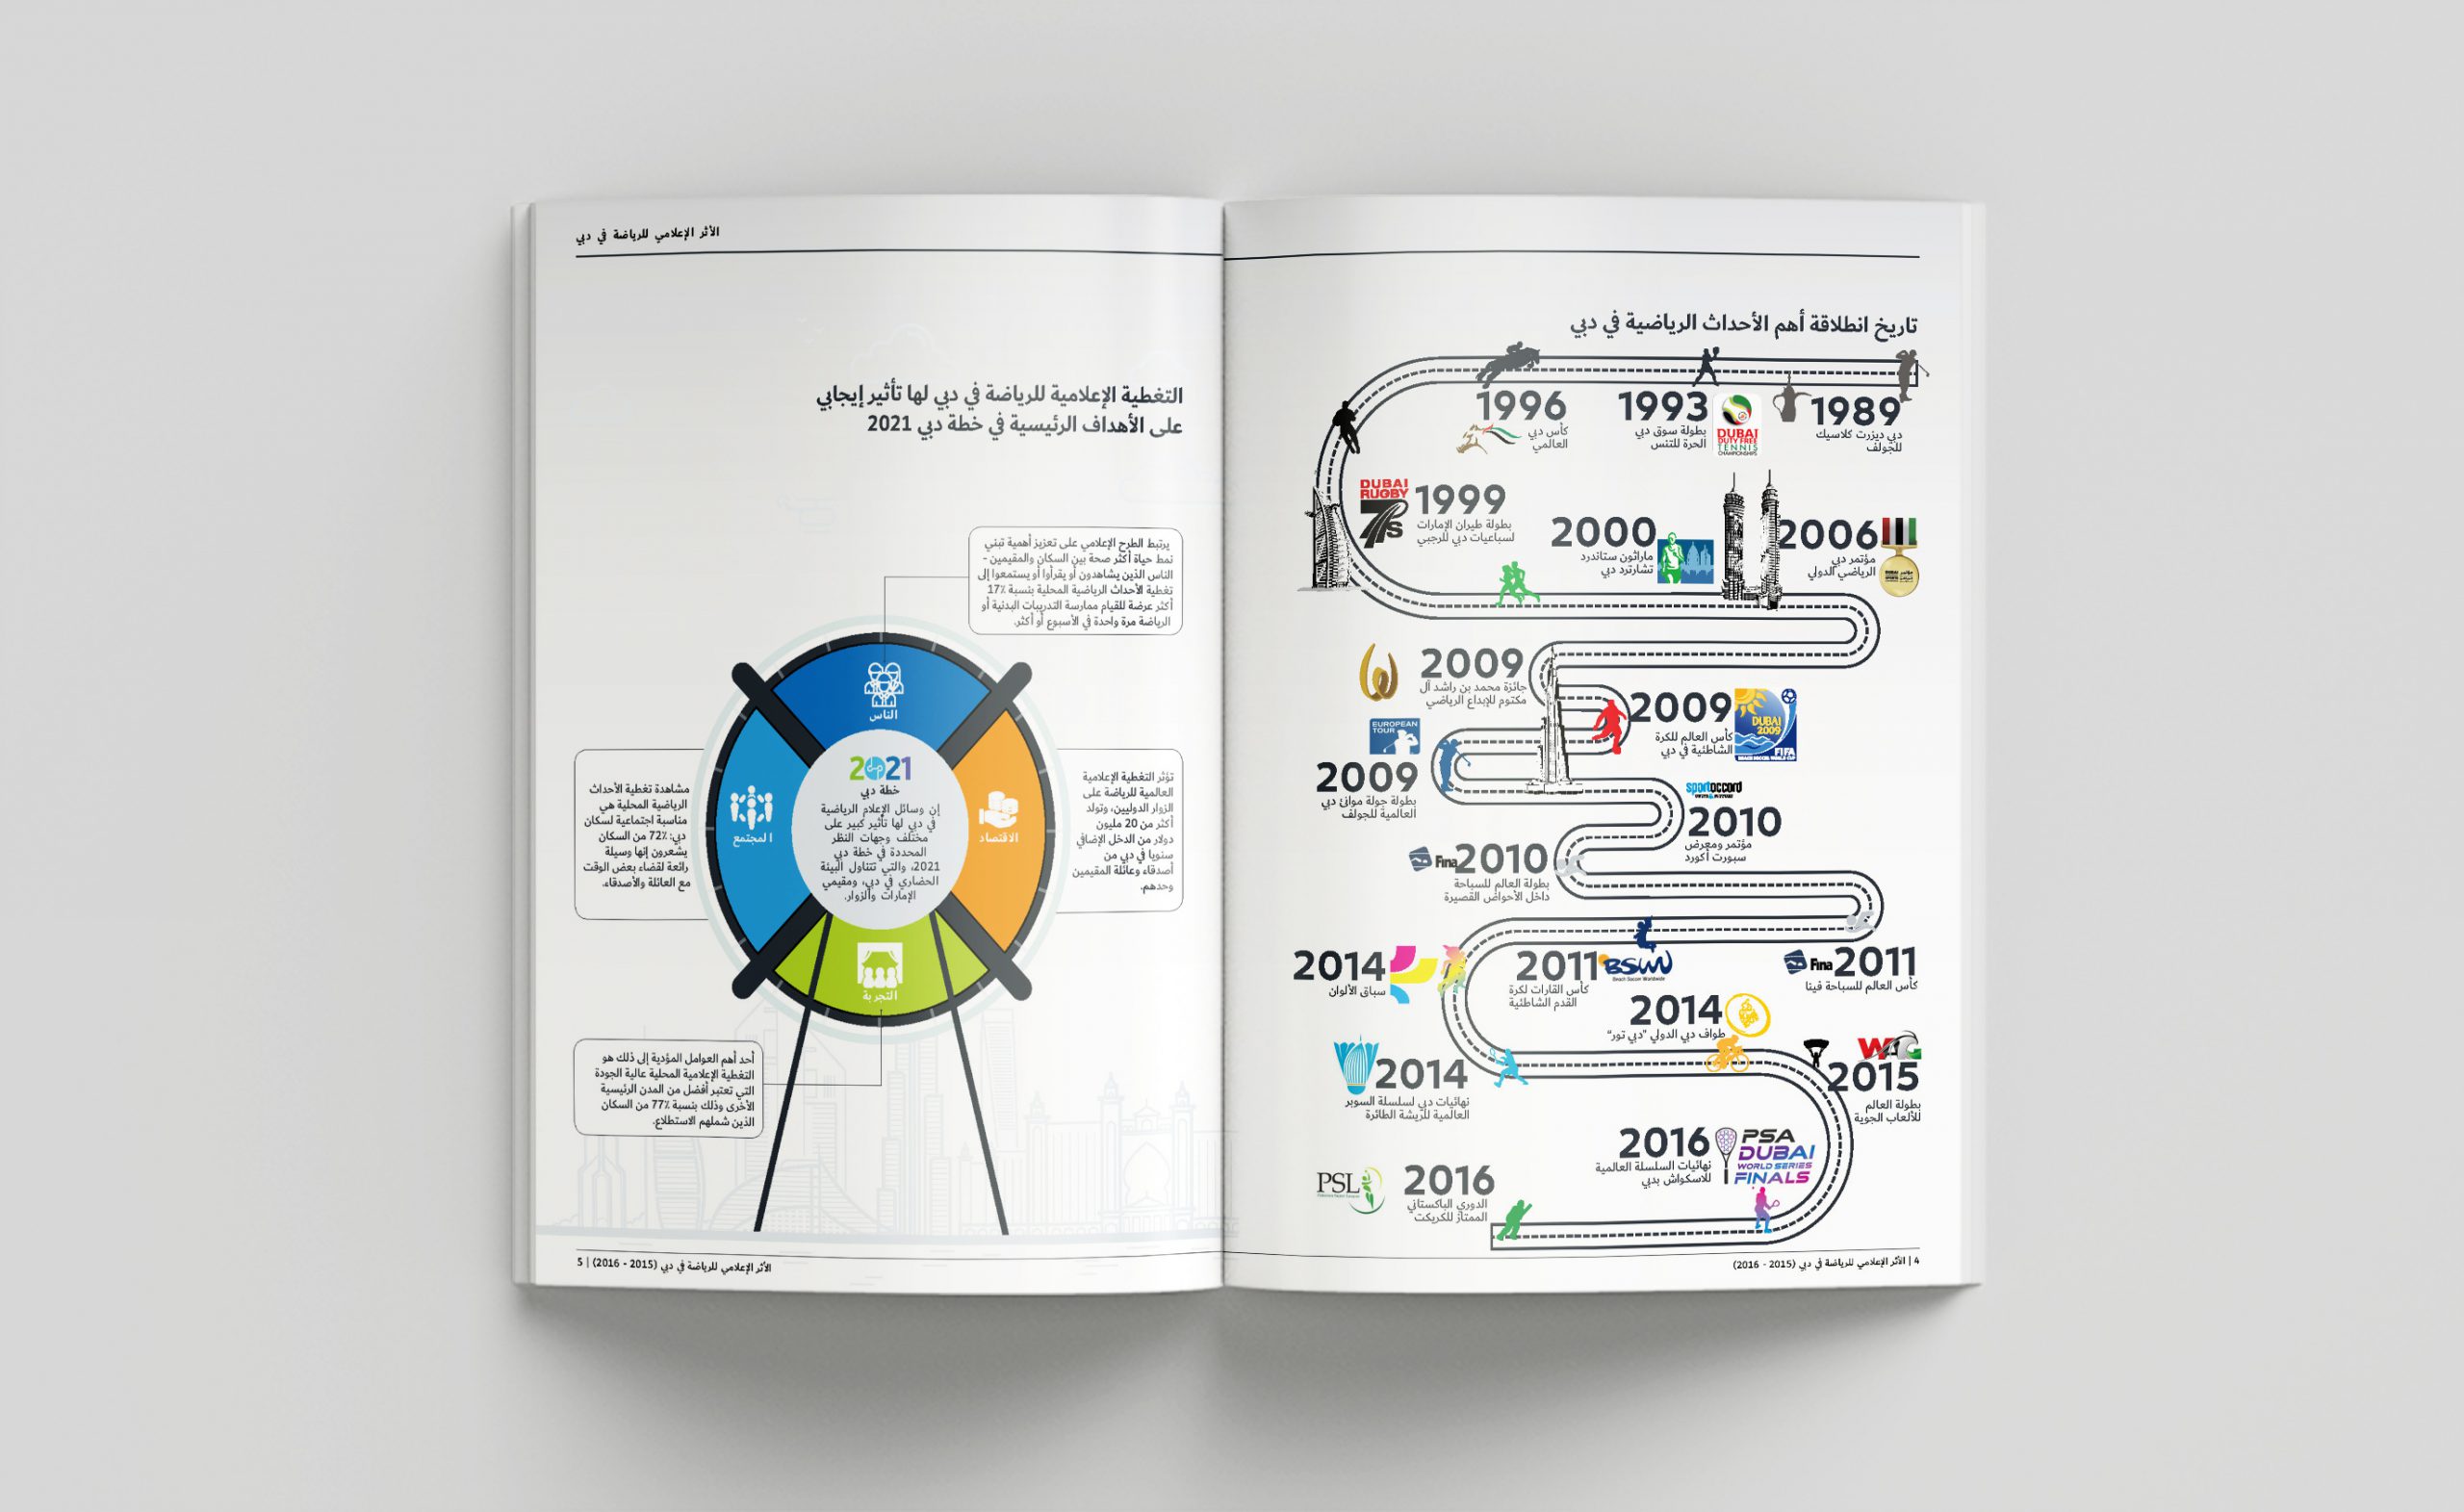 تاريخ انطلاقة أهم الأحداث الرياضية في دبي
1989
دبي ديزرت كلاسيك
للجولف
1993
بطولة سوق دبي
الحرة للتنس
DUBAI
DUTY FREE
TENNIS
CHAMPIONSHIPS
1996
كأس دبي
العالمي
DUBAI
RUGBY
7s
1999
بطولة طيران الإمارات
لسباعيات دبي للرجبي
2000
ماراثون ستاندرد
تشارترد دبي
2006
مؤتمر دبي
الرياضي الدولي
2009
جائزة محمد بن راشد آل
مكتوم للإبداع الرياضي
2009
كأس العالم للكرة
الشاطئية في دبي
DUBAI
2009
FIFA
EUROPEAN
TOUR
2009
بطولة جولة موانئ دبي
العالمية للجولف
sportaccord
2010
مؤتمر ومعرض
سبورت أكورد
Fina
2010
بطولة العالم للسباحة
داخل الأحواض القصيرة
Fina
2011
كأس العالم للسباحة فينا
2011
BSWW
Beach Soccer Worldwide
كأس القارات لكرة
القدم الشاطئية
2014
سباق الألوان
2014
طواف دبي الدولي "دبي تور"
2014
نهائيات دبي لسلسلة السوبر
العالمية للريشة الطائرة
WAG
2015
بطولة العالم
للألعاب الجوية
2016
نهائيات السلسلة العالمية
للاسكواش بدبي
PSA
DUBAI
WORLD SERIES
FINALS
PSL
2016
الدوري الباكستاني
الممتاز للكريكت
4 | الأثر الإعلامي للرياضة في دبي (2015 - 2016)
الأثر الإعلامي للرياضة في دبي
التغطية الإعلامية للرياضة في دبي لها تأثير إيجابي
على الأهداف الرئيسية في خطة دبي 2021
يرتبط الطرح الإعلامي على تعزيز أهمية تبني
نمط حياة أكثر صحة بين السكان والمقيمين -
الناس الذين يشاهدون أو يقرأوا أو يستمعوا إلى
تغطية الأحداث الرياضية المحلية بنسبة 17٪
أكثر عرضة للقيام ممارسة التدريبات البدنية أو
الرياضة مرة واحدة في الأسبوع أو أكثر.
الناس
تؤثر التغطية الإعلامية
العالمية للرياضة على
الزوار الدوليين، وتولد
أكثر من 20 مليون
دولار من الدخل الإضافي
سنويا في دبي من
أصدقاء وعائلة المقيمين
وحدهم.
الاقتصاد
2021
خطة دبي
إن وسائل الإعلام الرياضية
في دبي لها تأثير كبير على
مختلف وجهات النظر
المحددة في خطة دبي
2021، والتي تتناول البيئة
الحضاري في دبي، ومقيمي
الإمارات والزوار.
المجتمع
مشاهدة تغطية الأحداث
الرياضية المحلية هي
مناسبة اجتماعية لسكان
دبي: 72٪ من السكان
يشعرون إنها وسيلة
رائعة لقضاء بعض الوقت
مع العائلة والأصدقاء.
التجربة
أحد أهم العوامل المؤدية إلى ذلك هو
التغطية الإعلامية المحلية عالية الجودة
التي تعتبر أفضل من المدن الرئيسية
الأخرى وذلك بنسبة 77٪ من السكان
الذين شملهم الاستطلاع.
الأثر الإعلامي للرياضة في دبي (2015 - 2016) | 5